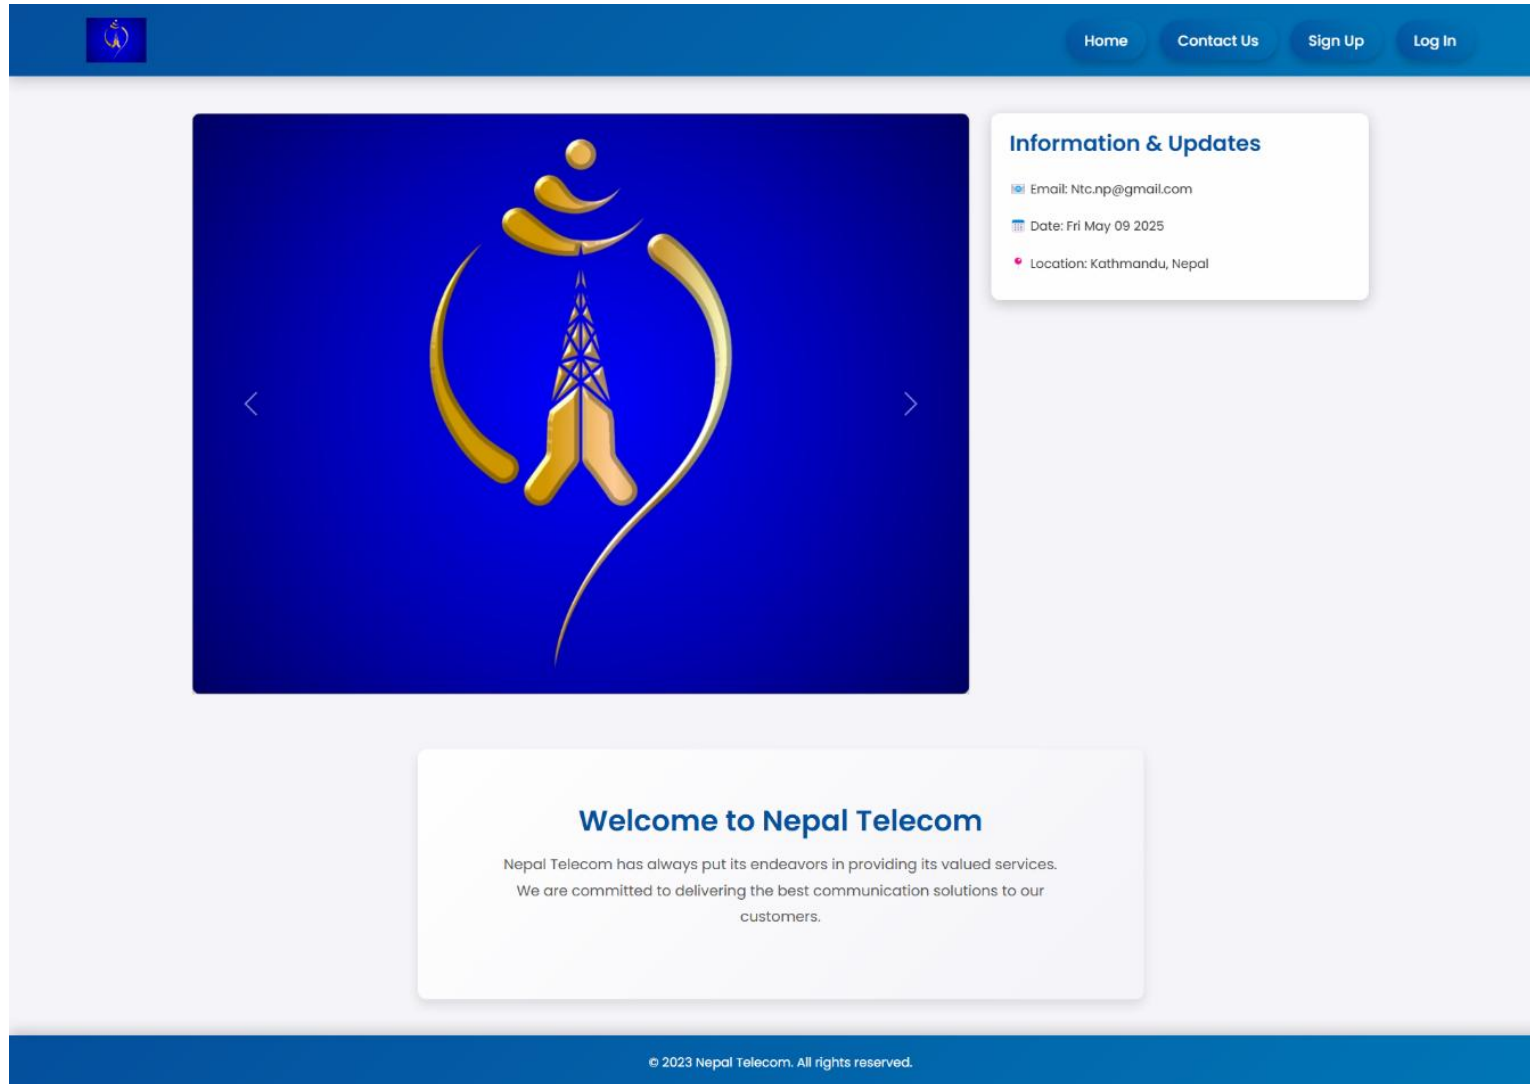 Home
Contact Us
Sign Up
Log In
Information & Updates
Email: Ntc.np@gmail.com
Date: Fri May 09 2025
Location: Kathmandu, Nepal
Welcome to Nepal Telecom
Nepal Telecom has always put its endeavors in providing its valued services.
We are committed to delivering the best communication solutions to our
customers.
© 2023 Nepal Telecom. All rights reserved.